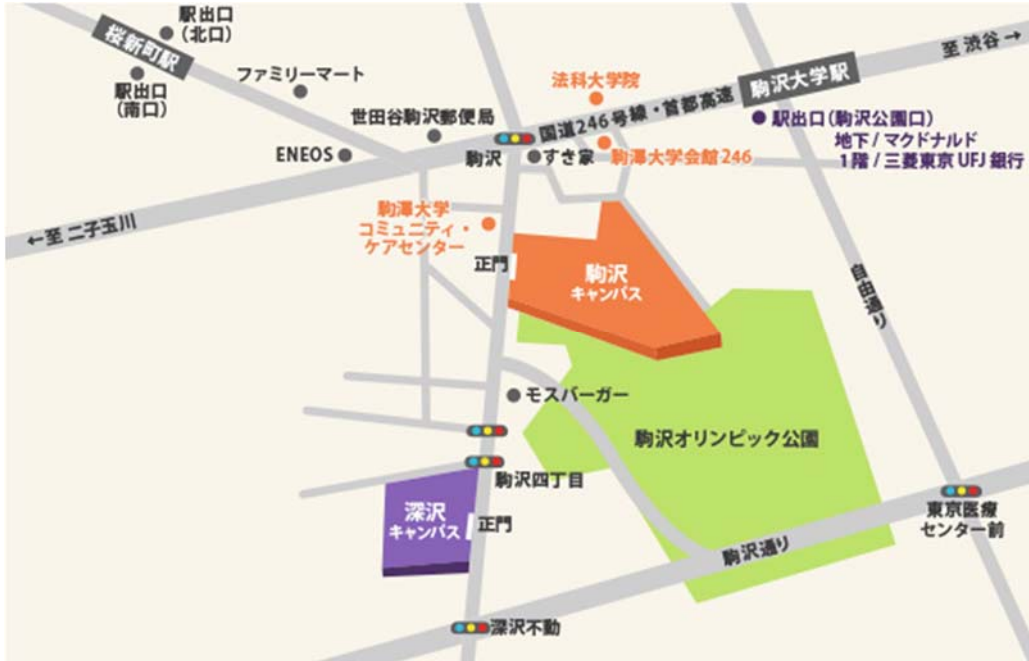 駅出口
(北口)
桜新町駅
駅出口
(南口)
ファミリーマート
世田谷駒沢郵便局
ENEOS
←至 二子玉川
駒沢
すき家
法科大学院
国道246号線・首都高速
駒沢大学駅
至 渋谷→
駅出口(駒沢公園口)
地下/マクドナルド
1階/三菱東京UFJ銀行
駒澤大学会館246
駒澤大学
コミュニティ・
ケアセンター
正門
駒沢
キャンパス
自由通り
モスバーガー
駒沢オリンピック公園
駒沢四丁目
深沢
キャンパス
正門
駒沢通り
東京医療
センター前
深沢不動